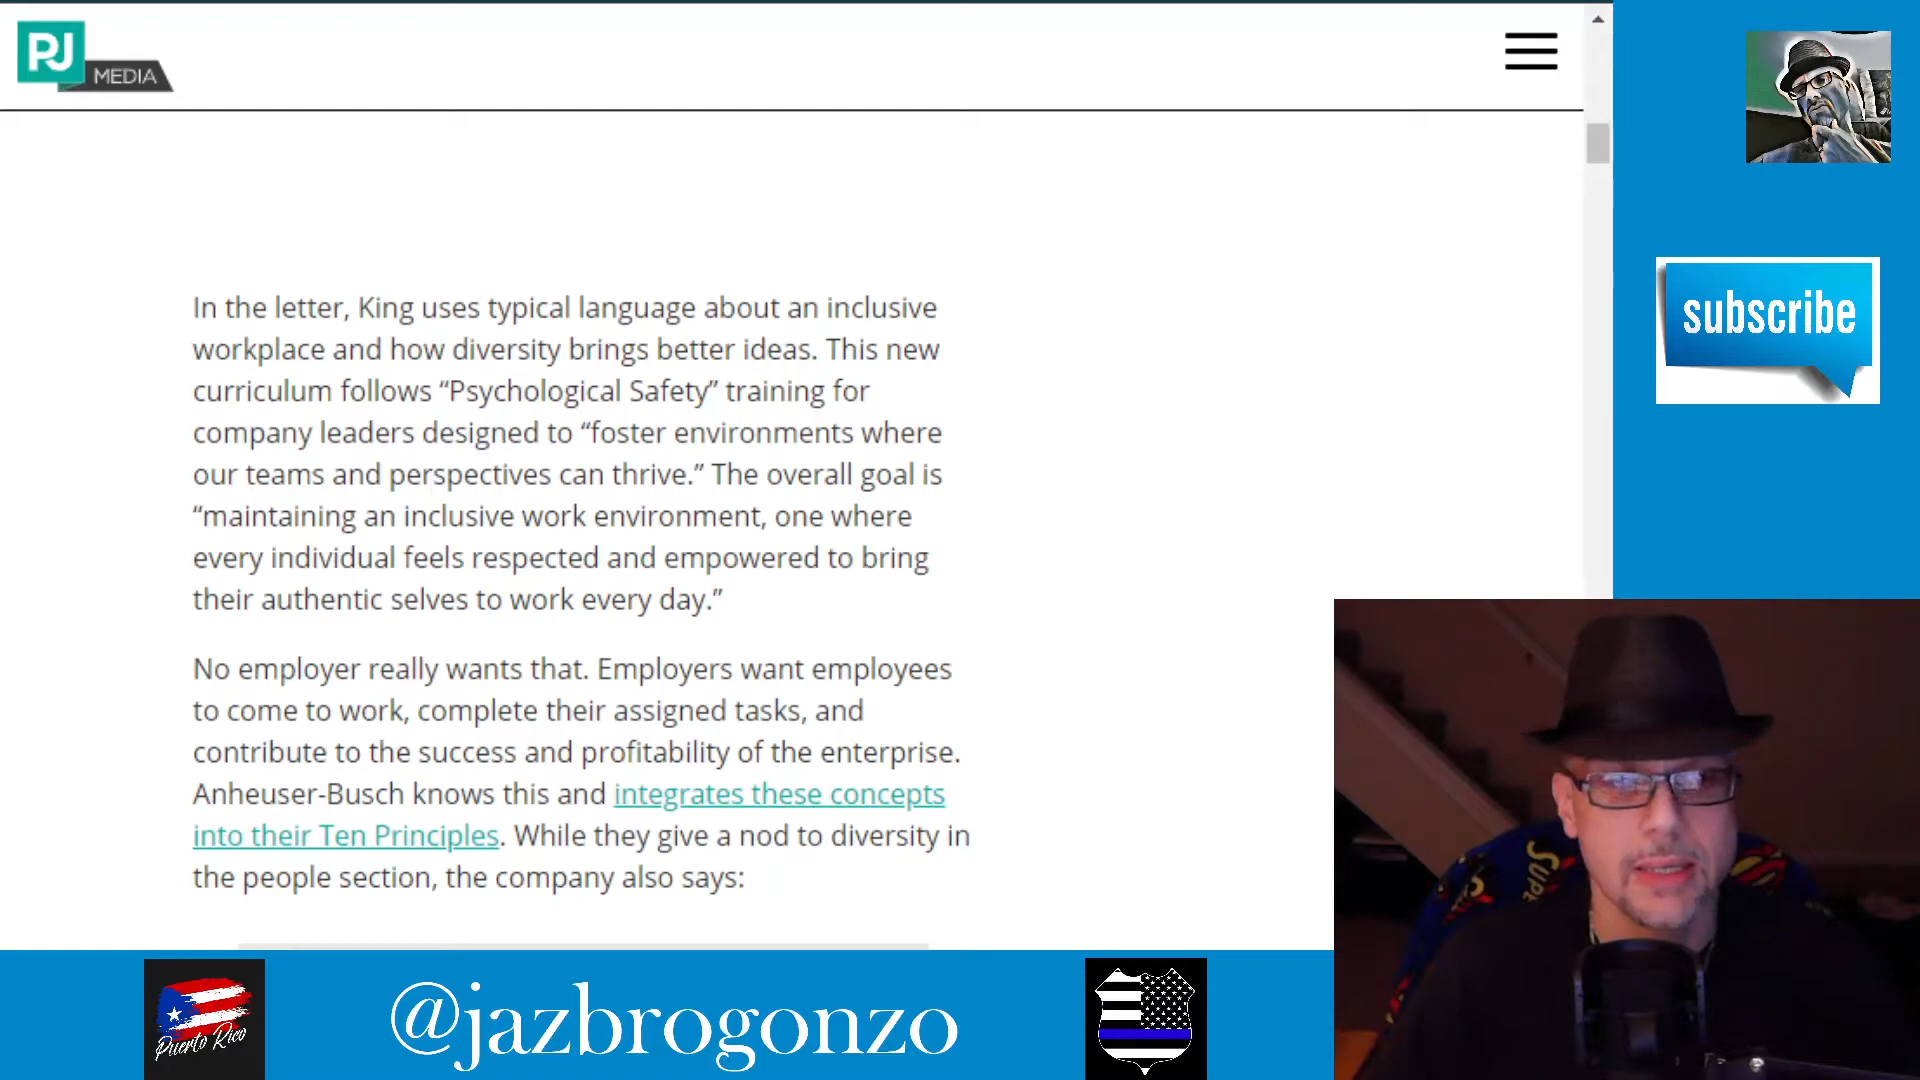 PJ
MEDIA
In the letter, King uses typical language about an inclusive
workplace and how diversity brings better ideas. This new
curriculum follows “Psychological Safety” training for
company leaders designed to “foster environments where
our teams and perspectives can thrive.” The overall goal is
“maintaining an inclusive work environment, one where
every individual feels respected and empowered to bring
their authentic selves to work every day.”
No employer really wants that. Employers want employees
to come to work, complete their assigned tasks, and
contribute to the success and profitability of the enterprise.
Anheuser-Busch knows this and integrates these concepts
into their Ten Principles. While they give a nod to diversity in
the people section, the company also says:
subscribe
Puerto Rico
@jazbrogonzo